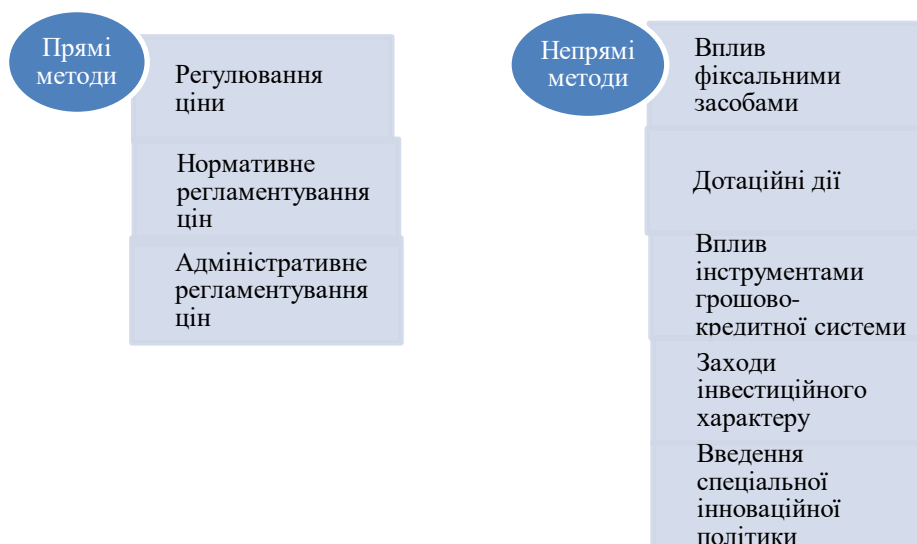 Прямі
методи
Регулювання
ціни
Нормативне
регламентування
цін
Адміністративне
регламентування
цін
Непрямі
методи
Вплив
фіксальними
засобами
Дотаційні дії
Вплив
інструментами
грошово-
кредитної системи
Заходи
інвестиційного
характеру
Введення
спеціальної
інноваційної
політики